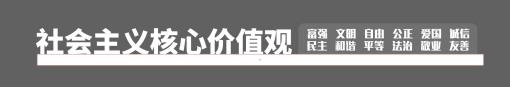 社会主义核心价值观
富强 文明 自由 公正 爱国 诚信
民主 和谐 平等 法治 敬业 友善